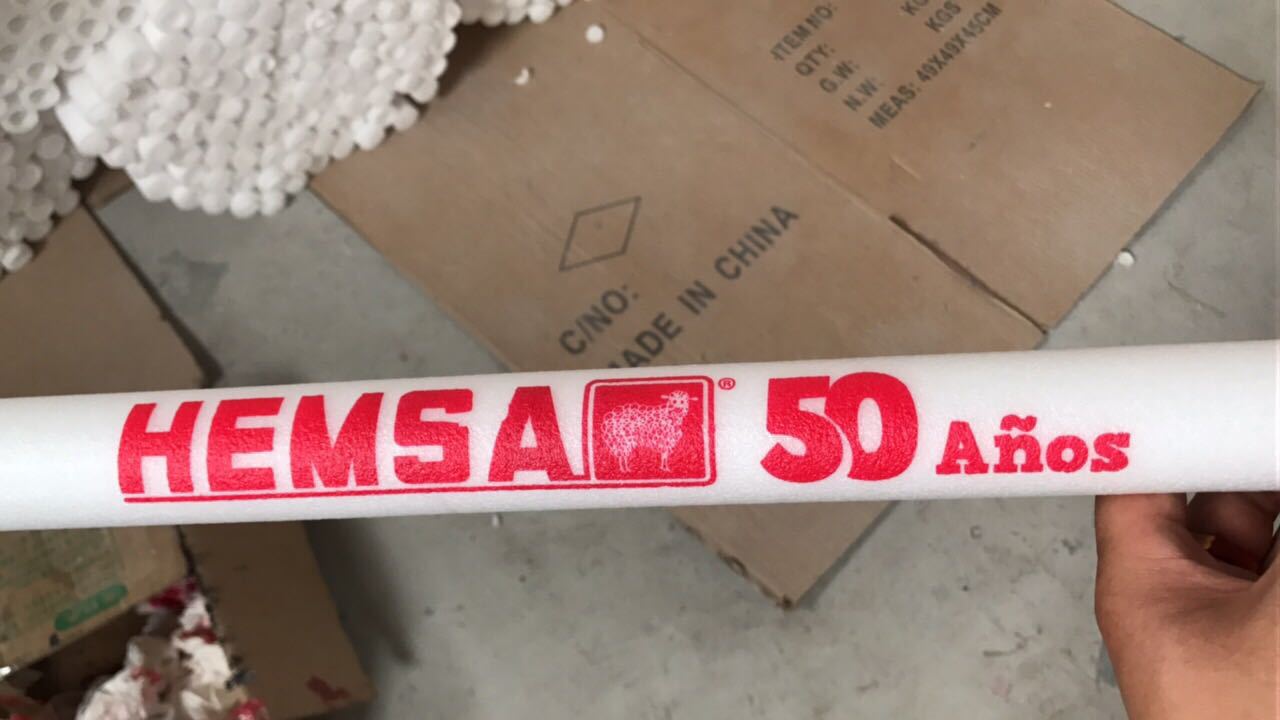 ITEM NO:
QTY:
G.W: KGS
N.W: KGS
MEAS: 49X49X45CM
C/NO:
MADE IN CHINA
HEMSA ® 50 Años